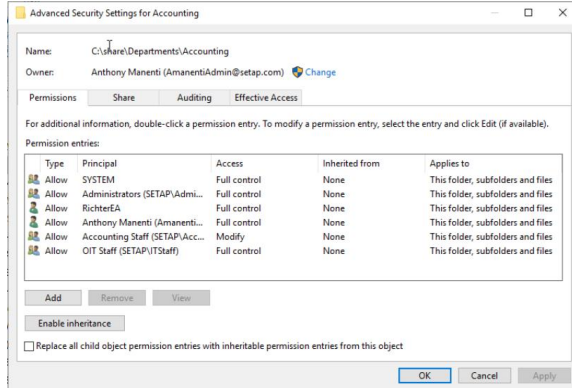 Advanced Security Settings for Accounting
Name: C:\share\Departments\Accounting
Owner: Anthony Manenti (AmanentiAdmin@setap.com) Change
Permissions Share Auditing Effective Access
For additional information, double-click a permission entry. To modify a permission entry, select the entry and click Edit (if available).
Permission entries:
Type Principal Access Inherited from Applies to
Allow SYSTEM Full control None This folder, subfolders and files
Allow Administrators (SETAP\Admi... Full control None This folder, subfolders and files
Allow RichterEA Full control None This folder, subfolders and files
Allow Anthony Manenti (Amanenti... Full control None This folder, subfolders and files
Allow Accounting Staff (SETAP\Acc... Modify None This folder, subfolders and files
Allow OIT Staff (SETAP\ITStaff) Full control None This folder, subfolders and files
Add Remove View
Enable inheritance
Replace all child object permission entries with inheritable permission entries from this object
OK Cancel Apply